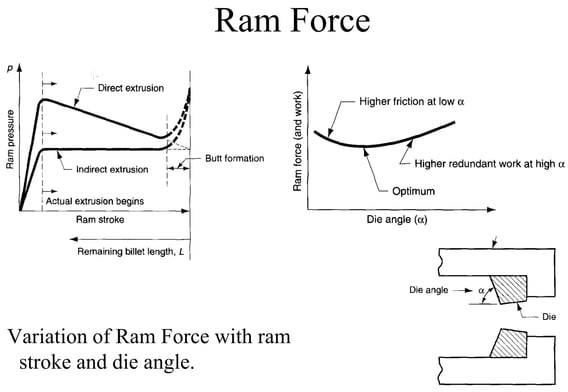 Ram Force
p
Ram pressure
Direct extrusion
Indirect extrusion
Butt formation
Actual extrusion begins
Ram stroke
Remaining billet length, L
Ram force (and work)
Higher friction at low α
Higher redundant work at high α
Optimum
Die angle (α)
Die angle
α
Die
Variation of Ram Force with ram
stroke and die angle.